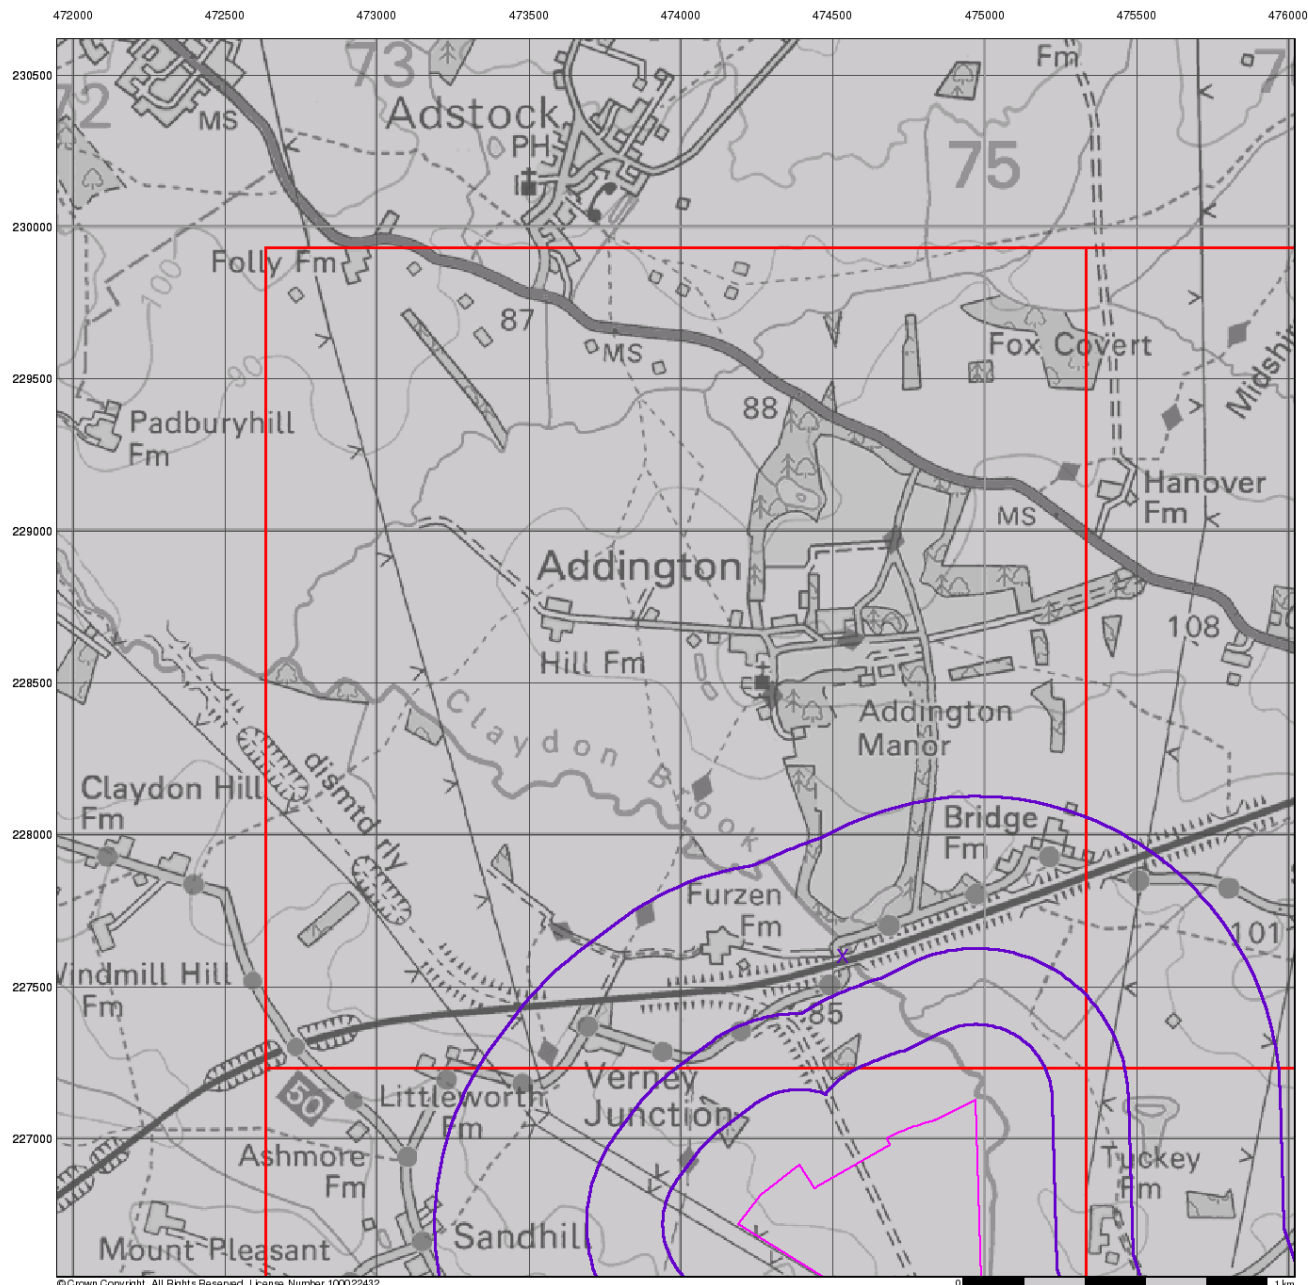 472000 472500 473000 473500 474000 474500 475000 475500 476000
230500
230000
229500
229000
228500
228000
227500
227000
73
72
7
Fm
MS
Adstock
PH
75
Folly Fm
100
87
MS
Fox Covert
90
88
Padburyhill
Fm
Hanover
Fm
MS
Addington
108
Hill Fm
Addington
Manor
Claydon Brook
dismtd rly
Claydon Hill
Fm
Bridge
Fm
Furzen
Fm
101
x
Windmill Hill
Fm
85
50
Littleworth
Fm
Verney
Junction
Ashmore
Fm
Tuckey
Fm
Mount Pleasant
Sandhill
© Crown Copyright. All Rights Reserved. License Number 100022432
0 1 km